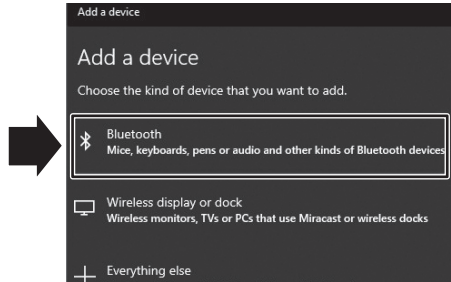 Add a device
Add a device
Choose the kind of device that you want to add.
Bluetooth
Mice, keyboards, pens or audio and other kinds of Bluetooth devices
Wireless display or dock
Wireless monitors, TVs or PCs that use Miracast or wireless docks
Everything else